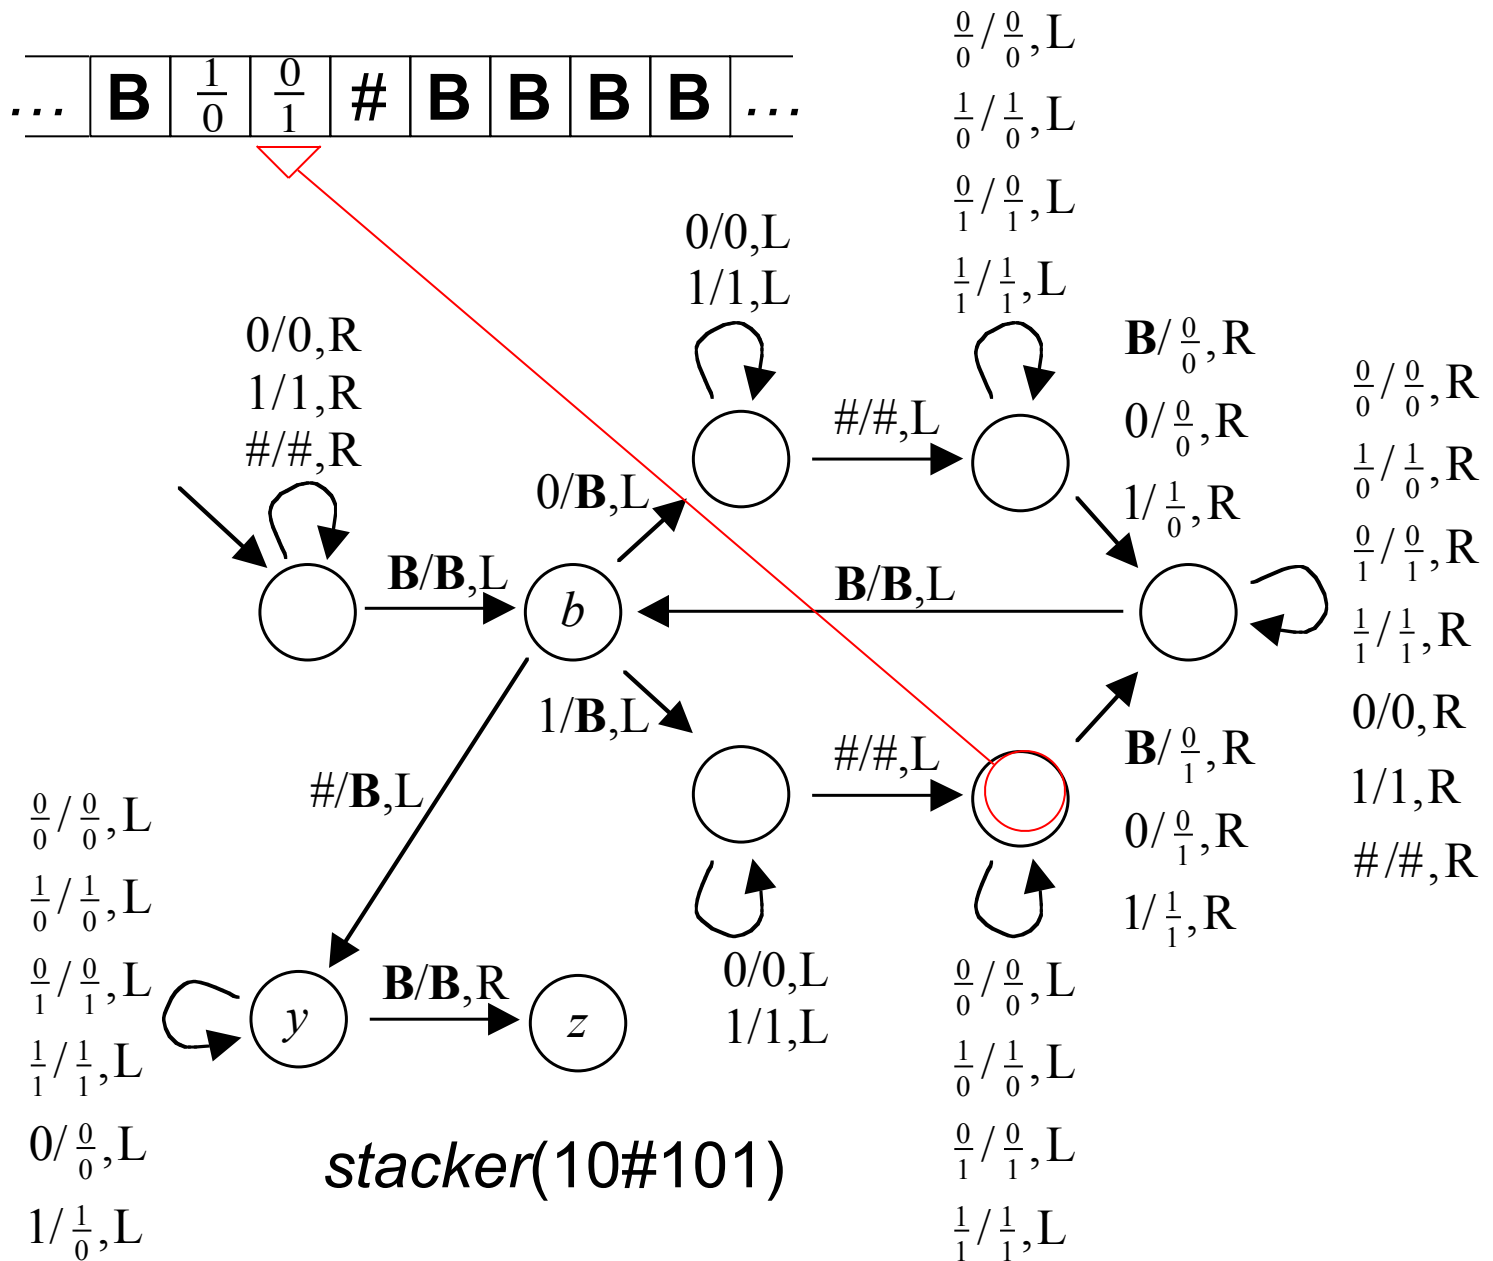 ... B 1/0 0/1 # B B B B ...
0/0 / 0/0 ,L
1/0 / 1/0 ,L
0/1 / 0/1 ,L
1/1 / 1/1 ,L
0/0,L
1/1,L
0/0,R
1/1,R
#/#,R
#/#,L
B/ 0/0 ,R
0/ 0/0 ,R
1/ 1/0 ,R
0/0 / 0/0 ,R
1/0 / 1/0 ,R
0/1 / 0/1 ,R
1/1 / 1/1 ,R
0/0,R
1/1,R
#/#,R
0/B,L
B/B,L
b
B/B,L
1/B,L
#/B,L
#/#,L
B/ 0/1 ,R
0/ 0/1 ,R
1/ 1/1 ,R
0/0 / 0/0 ,L
1/0 / 1/0 ,L
0/1 / 0/1 ,L
1/1 / 1/1 ,L
0/ 0/0 ,L
1/ 1/0 ,L
y
B/B,R
z
0/0,L
1/1,L
0/0 / 0/0 ,L
1/0 / 1/0 ,L
0/1 / 0/1 ,L
1/1 / 1/1 ,L
stacker(10#101)